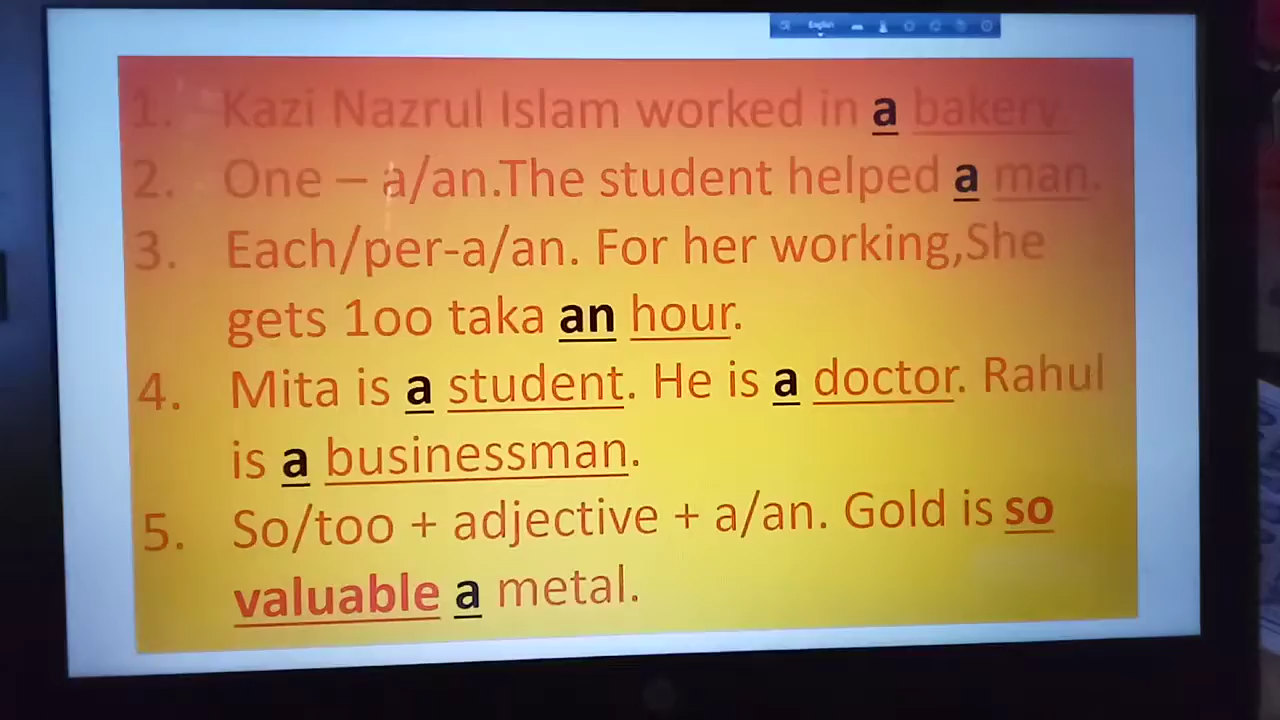 English
1. Kazi Nazrul Islam worked in a bakery
2. One – a/an.The student helped a man.
3. Each/per-a/an. For her working,She
gets 1oo taka an hour.
4. Mita is a student. He is a doctor. Rahul
is a businessman.
5. So/too + adjective + a/an. Gold is so
valuable a metal.